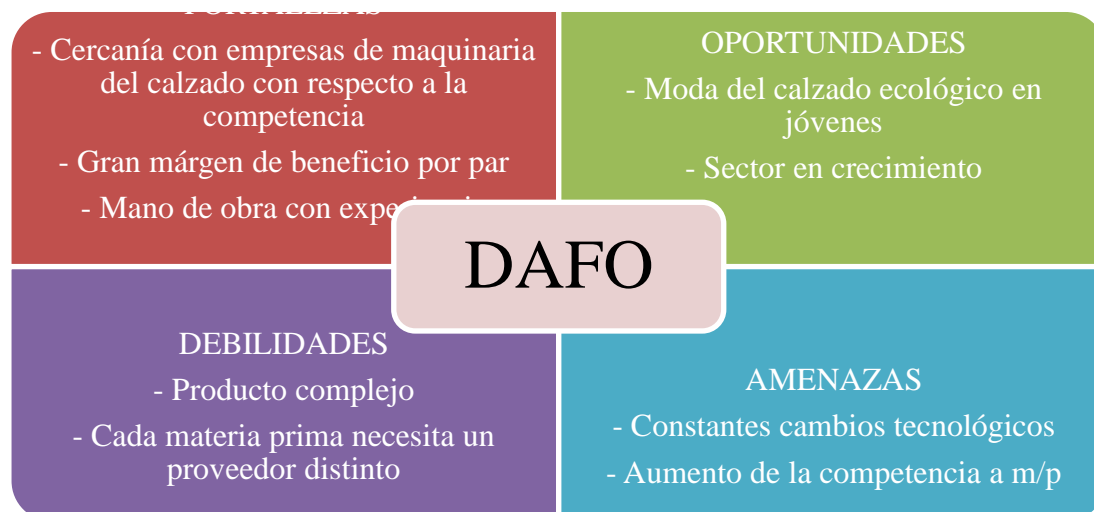 FORTALEZAS
- Cercanía con empresas de maquinaria
del calzado con respecto a la
competencia
- Gran márgen de beneficio por par
- Mano de obra con
OPORTUNIDADES
- Moda del calzado ecológico en
jóvenes
- Sector en crecimiento
DAFO
DEBILIDADES
- Producto complejo
- Cada materia prima necesita un
proveedor distinto
AMENAZAS
- Constantes cambios tecnológicos
- Aumento de la competencia a m/p